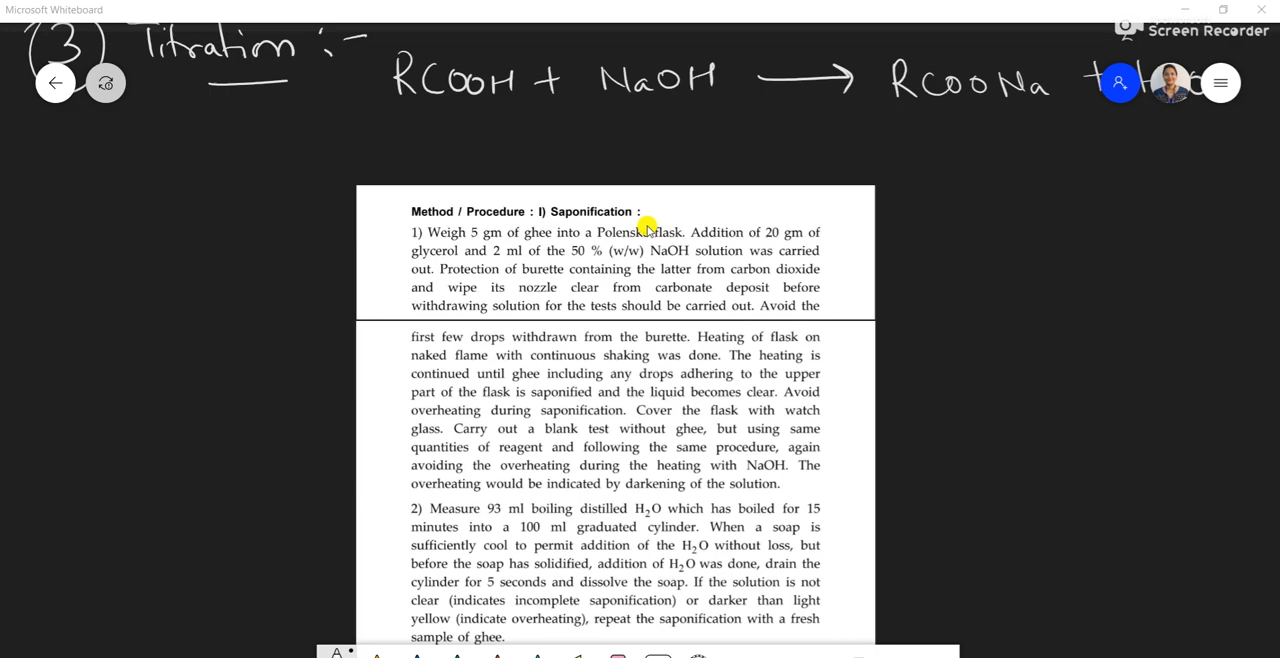 Microsoft Whiteboard
Screen Recorder
(3) Titration :-
RCOOH + NaOH ⟶ RCOONa +
Method / Procedure : I) Saponification :
1) Weigh 5 gm of ghee into a Polenske flask. Addition of 20 gm of
glycerol and 2 ml of the 50 % (w/w) NaOH solution was carried
out. Protection of burette containing the latter from carbon dioxide
and wipe its nozzle clear from carbonate deposit before
withdrawing solution for the tests should be carried out. Avoid the
first few drops withdrawn from the burette. Heating of flask on
naked flame with continuous shaking was done. The heating is
continued until ghee including any drops adhering to the upper
part of the flask is saponified and the liquid becomes clear. Avoid
overheating during saponification. Cover the flask with watch
glass. Carry out a blank test without ghee, but using same
quantities of reagent and following the same procedure, again
avoiding the overheating during the heating with NaOH. The
overheating would be indicated by darkening of the solution.
2) Measure 93 ml boiling distilled H₂O which has boiled for 15
minutes into a 100 ml graduated cylinder. When a soap is
sufficiently cool to permit addition of the H₂O without loss, but
before the soap has solidified, addition of H₂O was done, drain the
cylinder for 5 seconds and dissolve the soap. If the solution is not
clear (indicates incomplete saponification) or darker than light
yellow (indicate overheating), repeat the saponification with a fresh
sample of ghee.